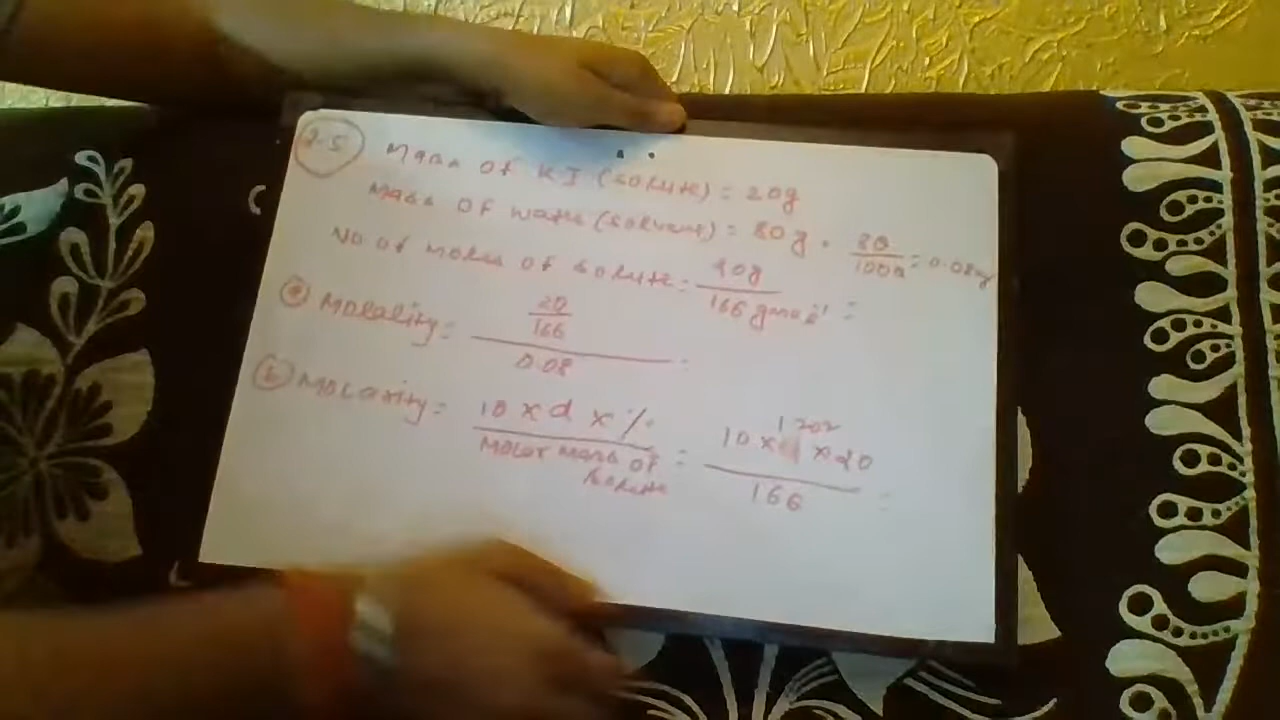 2.5 Mass of KI (solute) = 20g
Mass of water (solvent) = 80g = 80/1000 = 0.08kg
No of moles of solute = 20g/166 gmol⁻¹ =
(a) Molality = (20/166)/0.08 =
(b) Molarity = 10 x d x %/Molar mass of solute = 10 x 1.202 x 20/166 =